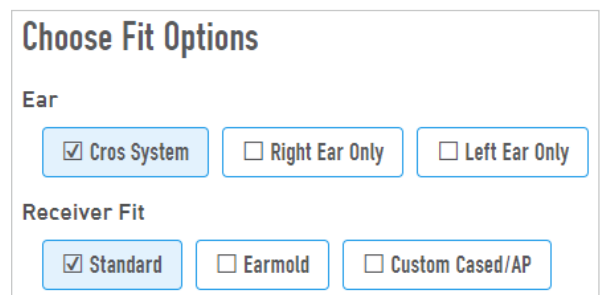 Choose Fit Options
Ear
☑ Cros System ☐ Right Ear Only ☐ Left Ear Only
Receiver Fit
☑ Standard ☐ Earmold ☐ Custom Cased/AP